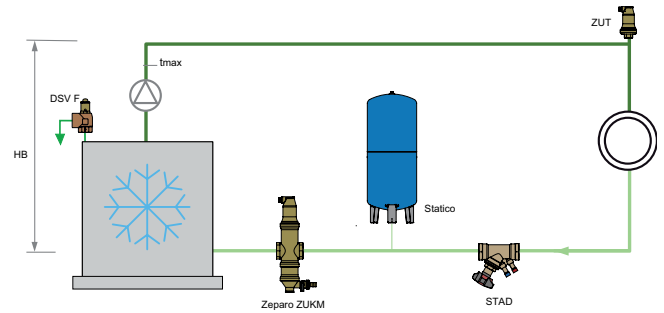 ZUT
tmax
DSV F
HB
Statico
Zeparo ZUKM
STAD